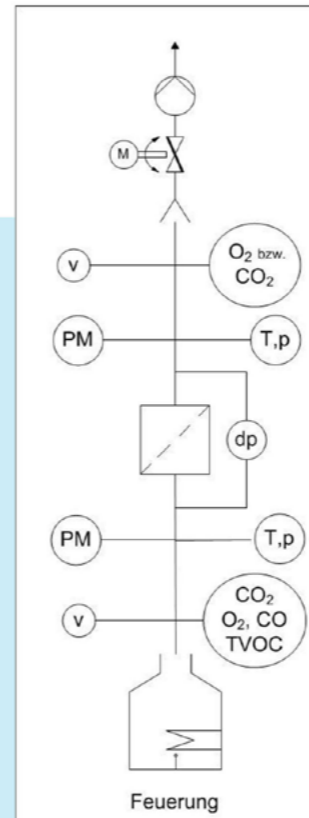 M
v
O₂ bzw.
CO₂
PM
T,p
dp
PM
T,p
v
CO₂
O₂, CO
TVOC
Feuerung